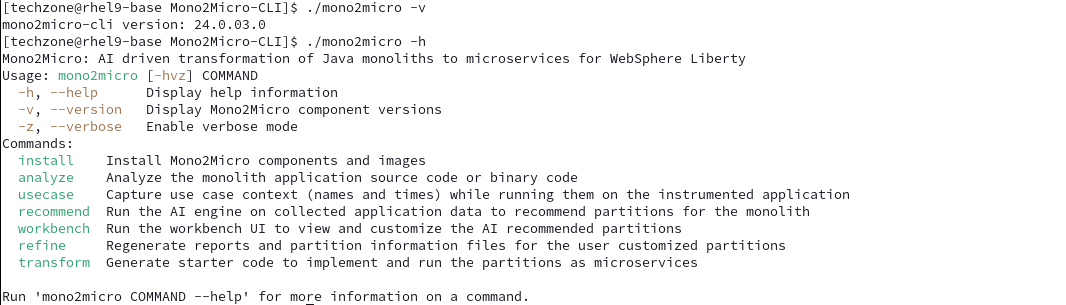 [techzone@rhel9-base Mono2Micro-CLI]$ ./mono2micro -v
mono2micro-cli version: 24.0.03.0
[techzone@rhel9-base Mono2Micro-CLI]$ ./mono2micro -h
Mono2Micro: AI driven transformation of Java monoliths to microservices for WebSphere Liberty
Usage: mono2micro [-hvz] COMMAND
  -h, --help      Display help information
  -v, --version   Display Mono2Micro component versions
  -z, --verbose   Enable verbose mode
Commands:
  install    Install Mono2Micro components and images
  analyze    Analyze the monolith application source code or binary code
  usecase    Capture use case context (names and times) while running them on the instrumented application
  recommend  Run the AI engine on collected application data to recommend partitions for the monolith
  workbench  Run the workbench UI to view and customize the AI recommended partitions
  refine     Regenerate reports and partition information files for the user customized partitions
  transform  Generate starter code to implement and run the partitions as microservices

Run 'mono2micro COMMAND --help' for more information on a command.